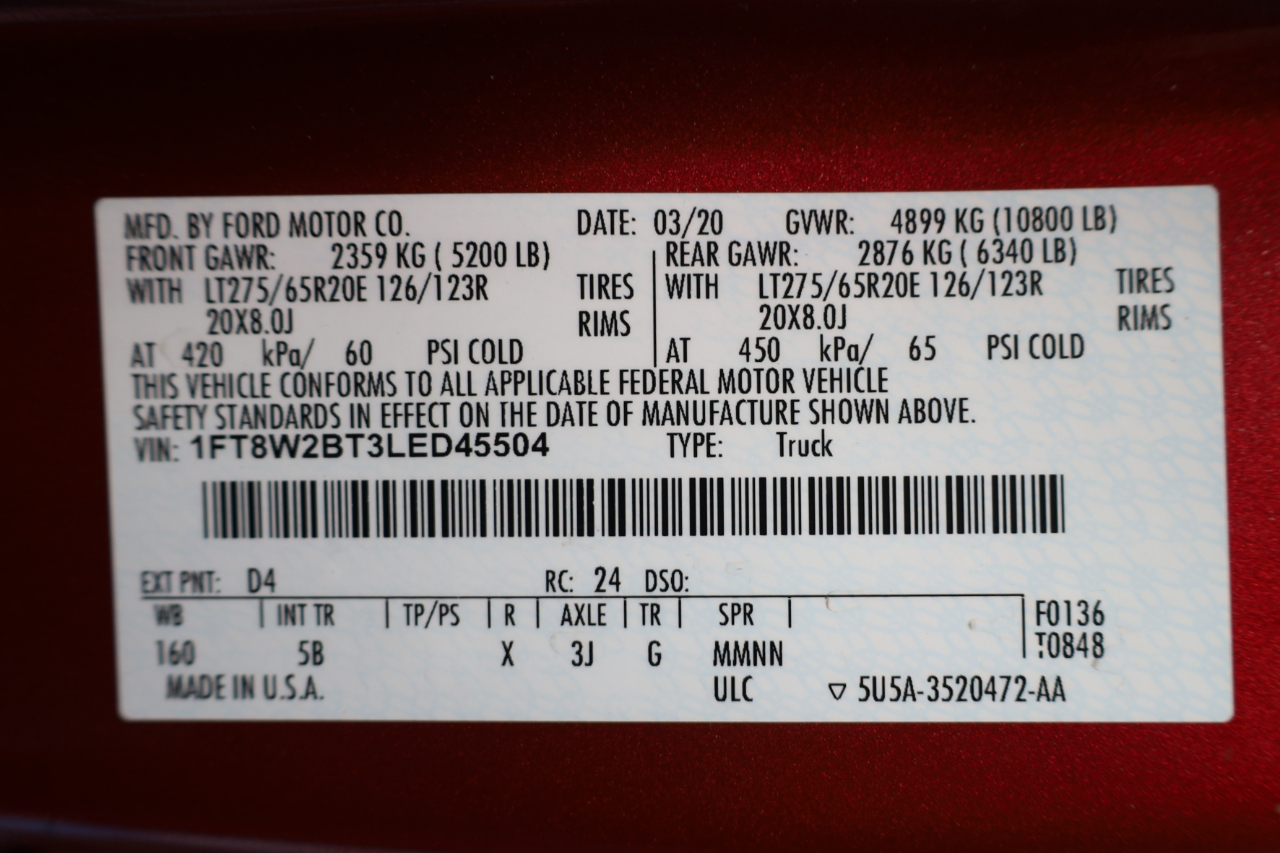 MFD. BY FORD MOTOR CO. DATE: 03/20 GVWR: 4899 KG (10800 LB)
FRONT GAWR: 2359 KG ( 5200 LB) REAR GAWR: 2876 KG ( 6340 LB)
WITH LT275/65R20E 126/123R TIRES WITH LT275/65R20E 126/123R TIRES
20X8.0J RIMS 20X8.0J RIMS
AT 420 kPa/ 60 PSI COLD AT 450 kPa/ 65 PSI COLD
THIS VEHICLE CONFORMS TO ALL APPLICABLE FEDERAL MOTOR VEHICLE
SAFETY STANDARDS IN EFFECT ON THE DATE OF MANUFACTURE SHOWN ABOVE.
VIN: 1FT8W2BT3LED45504 TYPE: Truck
EXT PNT: D4 RC: 24 DSO:
WB INT TR TP/PS R AXLE TR SPR F0136
160 5B X 3J G MMNN T0848
MADE IN U.S.A. ULC ▽ 5U5A-3520472-AA